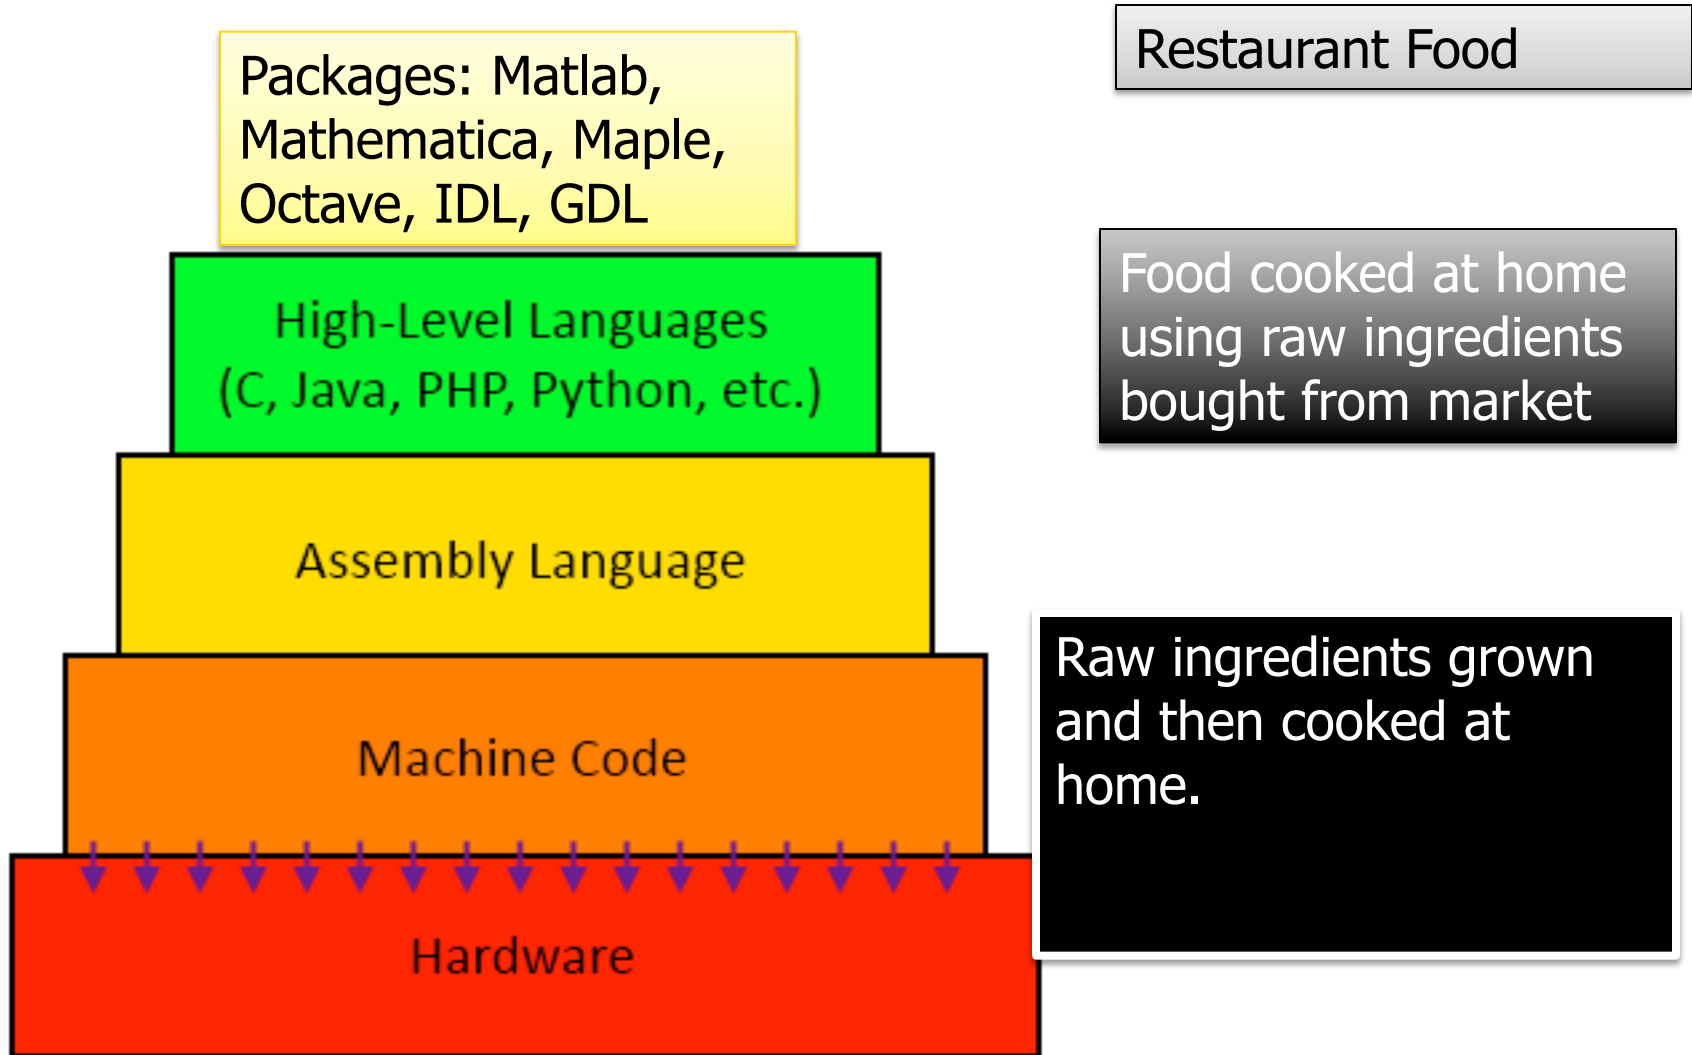 Packages: Matlab,
Mathematica, Maple,
Octave, IDL, GDL
High-Level Languages
(C, Java, PHP, Python, etc.)
Assembly Language
Machine Code
Hardware
Restaurant Food
Food cooked at home
using raw ingredients
bought from market
Raw ingredients grown
and then cooked at
home.